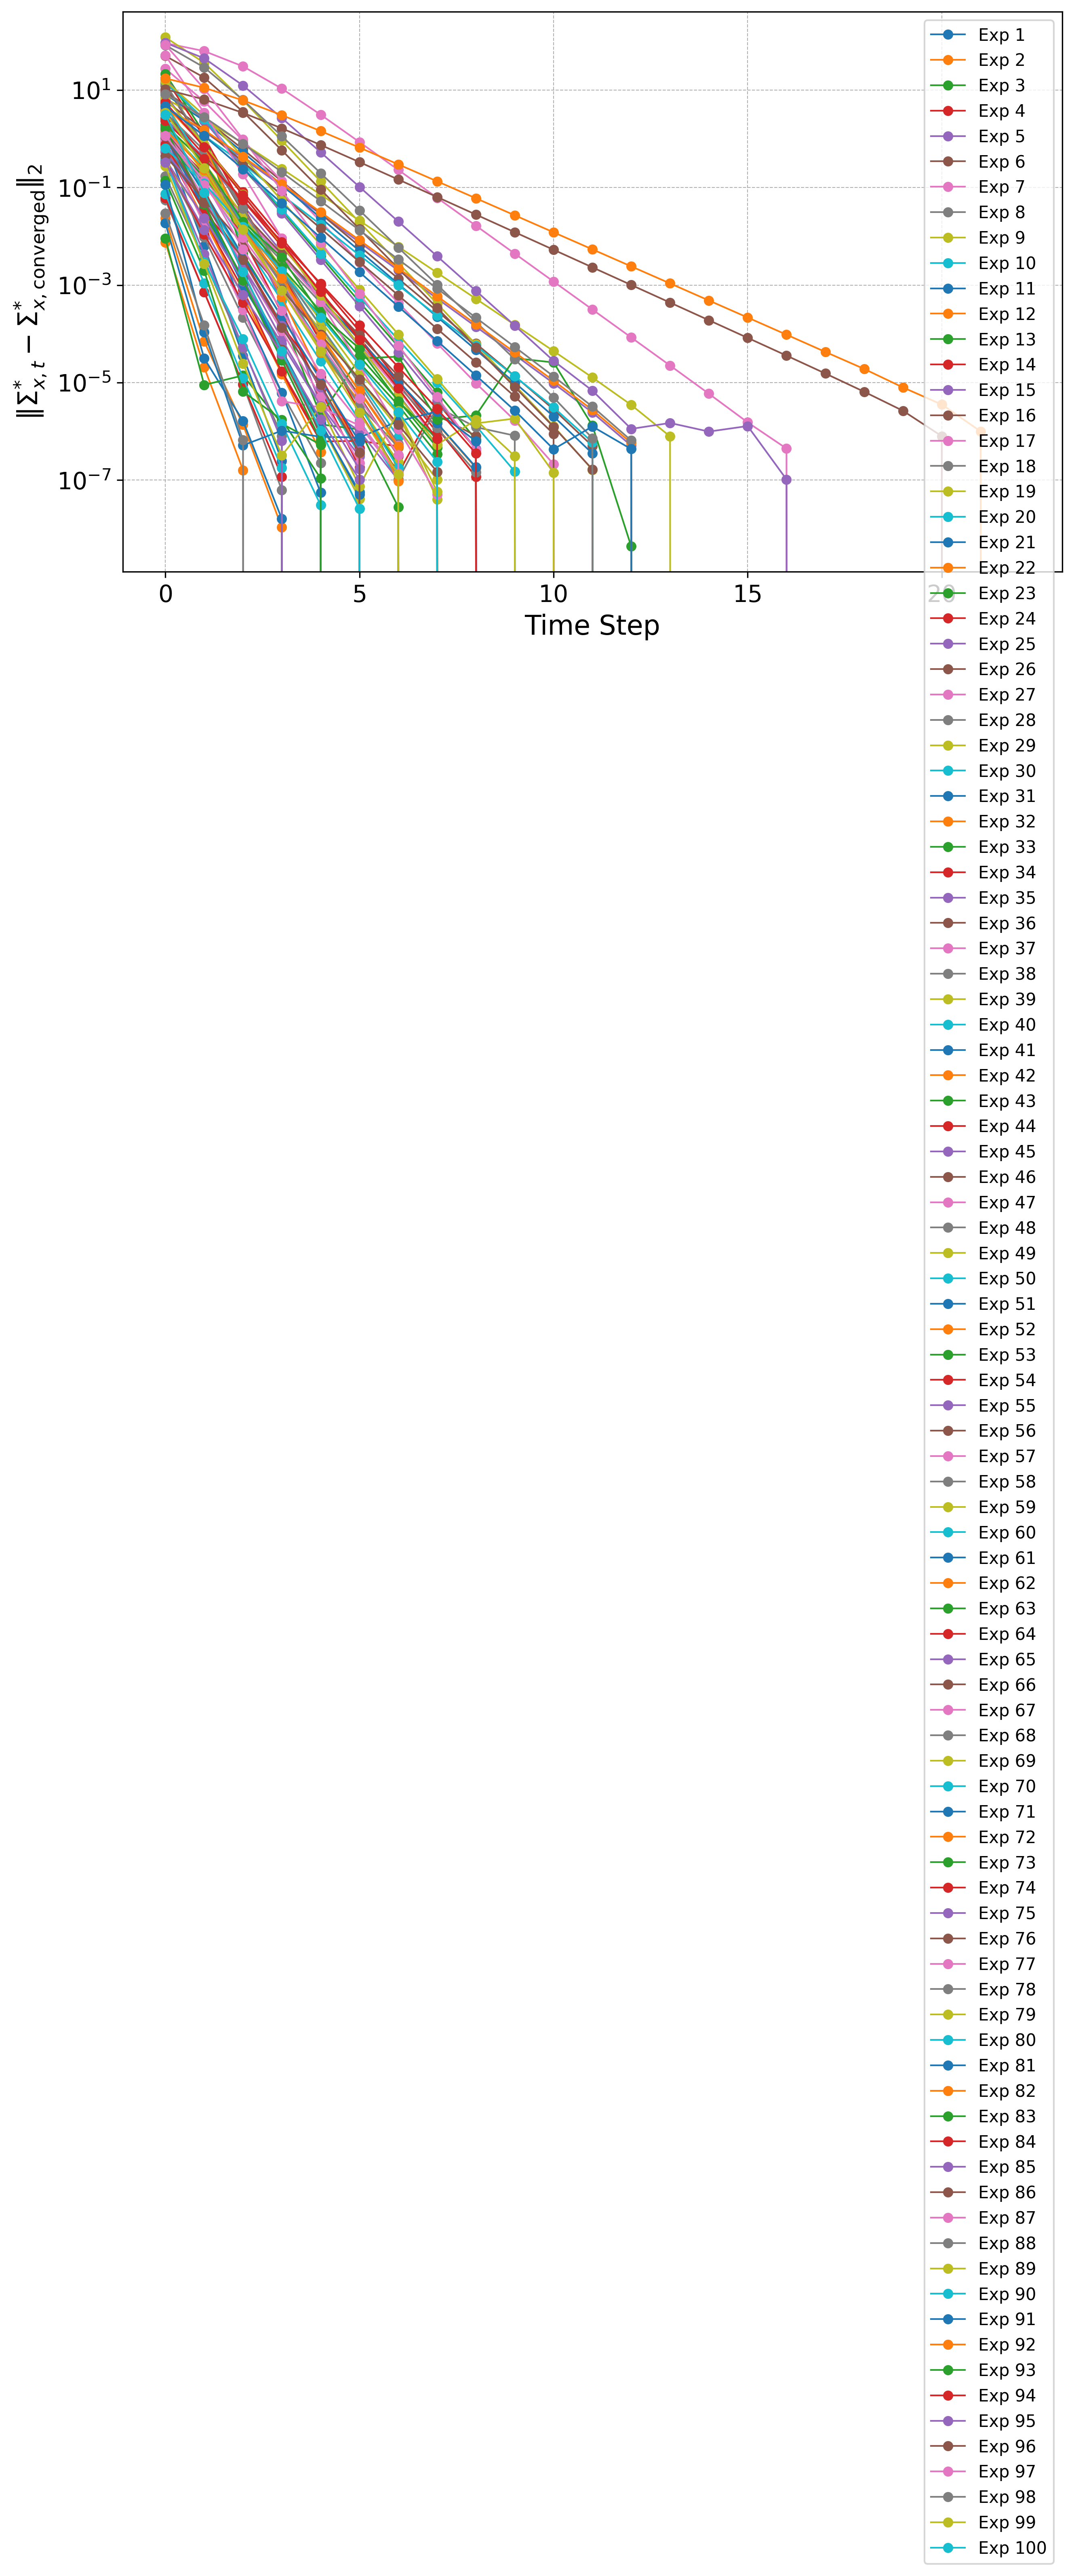 10¹
10⁻¹
10⁻³
10⁻⁵
10⁻⁷
‖Σ*ₓ,ₜ − Σ*ₓ, converged‖₂
0 5 10 15 20
Time Step
Exp 1
Exp 2
Exp 3
Exp 4
Exp 5
Exp 6
Exp 7
Exp 8
Exp 9
Exp 10
Exp 11
Exp 12
Exp 13
Exp 14
Exp 15
Exp 16
Exp 17
Exp 18
Exp 19
Exp 20
Exp 21
Exp 22
Exp 23
Exp 24
Exp 25
Exp 26
Exp 27
Exp 28
Exp 29
Exp 30
Exp 31
Exp 32
Exp 33
Exp 34
Exp 35
Exp 36
Exp 37
Exp 38
Exp 39
Exp 40
Exp 41
Exp 42
Exp 43
Exp 44
Exp 45
Exp 46
Exp 47
Exp 48
Exp 49
Exp 50
Exp 51
Exp 52
Exp 53
Exp 54
Exp 55
Exp 56
Exp 57
Exp 58
Exp 59
Exp 60
Exp 61
Exp 62
Exp 63
Exp 64
Exp 65
Exp 66
Exp 67
Exp 68
Exp 69
Exp 70
Exp 71
Exp 72
Exp 73
Exp 74
Exp 75
Exp 76
Exp 77
Exp 78
Exp 79
Exp 80
Exp 81
Exp 82
Exp 83
Exp 84
Exp 85
Exp 86
Exp 87
Exp 88
Exp 89
Exp 90
Exp 91
Exp 92
Exp 93
Exp 94
Exp 95
Exp 96
Exp 97
Exp 98
Exp 99
Exp 100